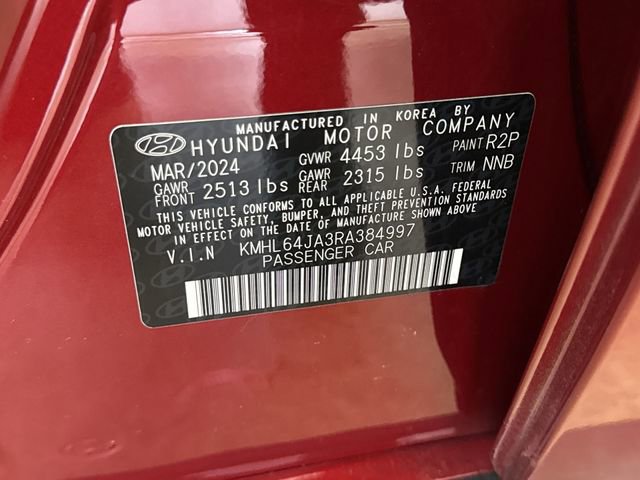 MANUFACTURED IN KOREA BY
HYUNDAI MOTOR COMPANY
MAR/2024 GVWR 4453 lbs PAINT R2P
GAWR FRONT 2513 lbs GAWR REAR 2315 lbs TRIM NNB
THIS VEHICLE CONFORMS TO ALL APPLICABLE U.S.A. FEDERAL
MOTOR VEHICLE SAFETY, BUMPER, AND THEFT PREVENTION STANDARDS
IN EFFECT ON THE DATE OF MANUFACTURE SHOWN ABOVE.
V.I.N KMHL64JA3RA384997
PASSENGER CAR